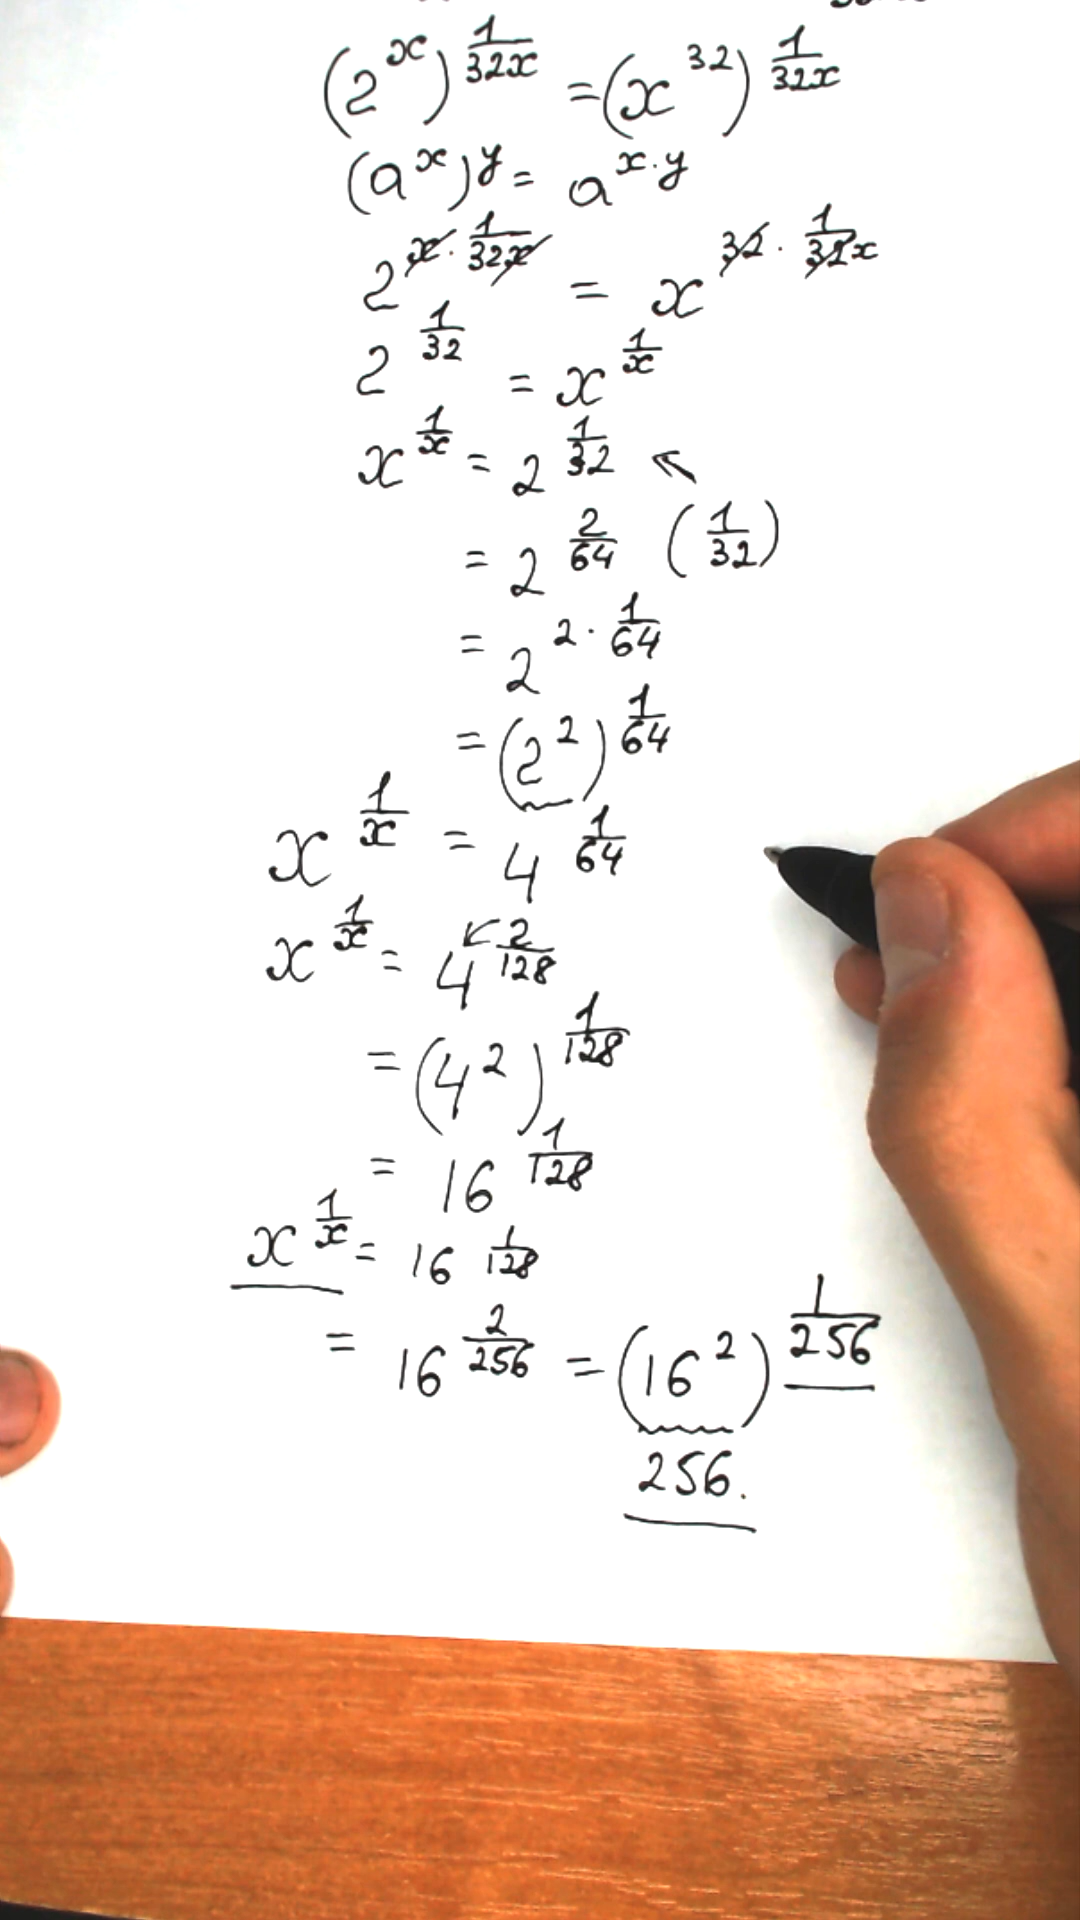 (2^x)^(1/32x) = (x^32)^(1/32x)
(a^x)^y = a^(x·y)
2^(x·1/32x) = x^(32·1/32x)
2^(1/32) = x^(1/x)
x^(1/x) = 2^(1/32) ↖
= 2^(2/64) (1/32)
= 2^(2·1/64)
= (2^2)^(1/64)
x^(1/x) = 4^(1/64)
x^(1/x) = 4^(2/128)
= (4^2)^(1/128)
= 16^(1/128)
x^(1/x) = 16^(1/128)
= 16^(2/256) = (16^2)^(1/256)
256.